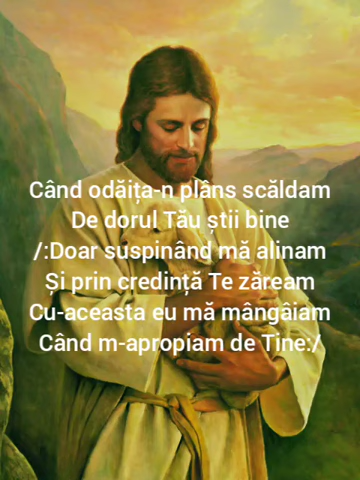 Când odăița-n plâns scăldam
De dorul Tău știi bine
/:Doar suspinând mă alinam
Și prin credință Te zăream
Cu-aceasta eu mă mângâiam
Când m-apropiam de Tine:/